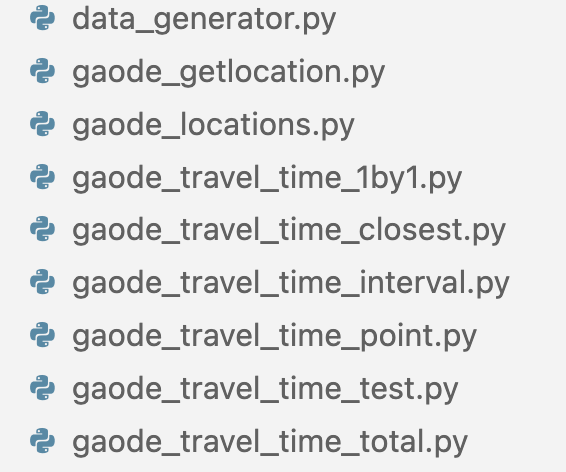 data_generator.py
gaode_getlocation.py
gaode_locations.py
gaode_travel_time_1by1.py
gaode_travel_time_closest.py
gaode_travel_time_interval.py
gaode_travel_time_point.py
gaode_travel_time_test.py
gaode_travel_time_total.py